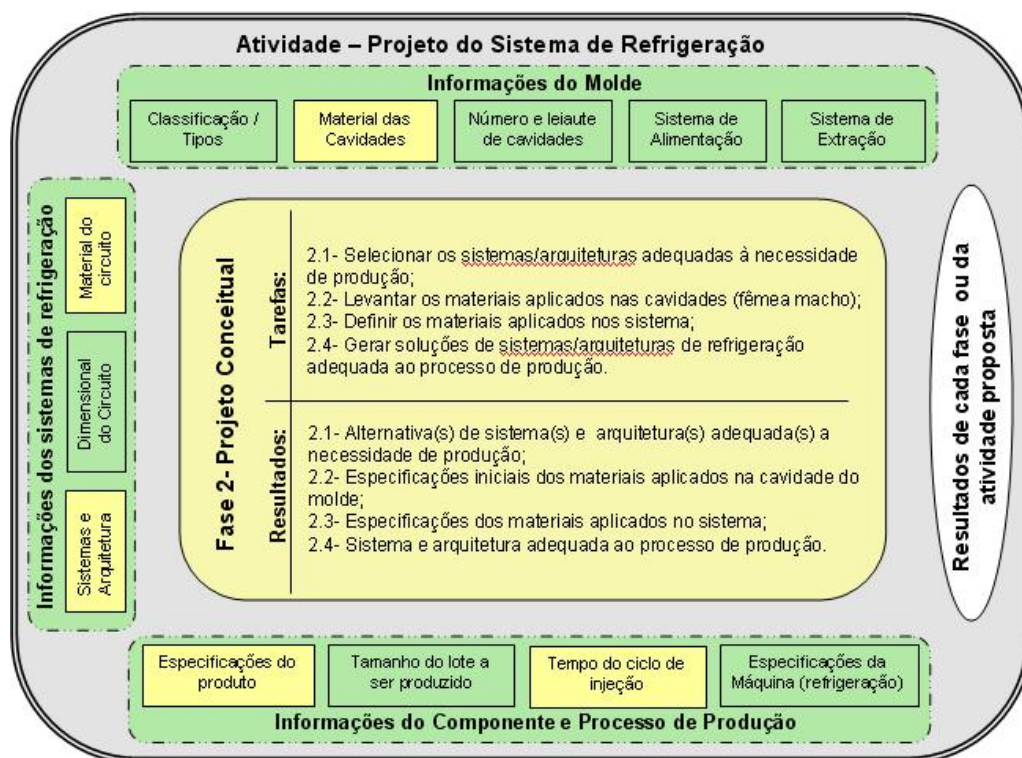 Atividade – Projeto do Sistema de Refrigeração
Informações do Molde
Classificação /
Tipos
Material das
Cavidades
Número e leiaute
de cavidades
Sistema de
Alimentação
Sistema de
Extração
Informações dos sistemas de refrigeração
Material do
circuito
Dimensional
do Circuito
Sistemas e
Arquitetura
Fase 2- Projeto Conceitual
Tarefas:
2.1- Selecionar os sistemas/arquiteturas adequadas à necessidade
de produção;
2.2- Levantar os materiais aplicados nas cavidades (fêmea macho);
2.3- Definir os materiais aplicados nos sistema;
2.4- Gerar soluções de sistemas/arquiteturas de refrigeração
adequada ao processo de produção.
Resultados:
2.1- Alternativa(s) de sistema(s) e arquitetura(s) adequada(s) a
necessidade de produção;
2.2- Especificações iniciais dos materiais aplicados na cavidade do
molde;
2.3- Especificações dos materiais aplicados no sistema;
2.4- Sistema e arquitetura adequada ao processo de produção.
Resultados de cada fase ou da
atividade proposta
Especificações do
produto
Tamanho do lote a
ser produzido
Tempo do ciclo de
injeção
Especificações da
Máquina (refrigeração)
Informações do Componente e Processo de Produção